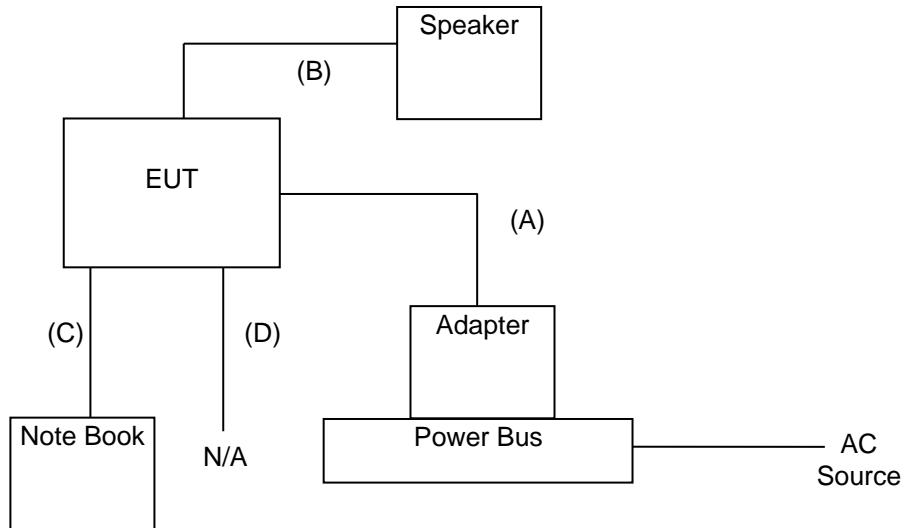 Speaker
(B)
EUT
(A)
Adapter
(C)
(D)
Note Book
N/A
Power Bus
AC
Source